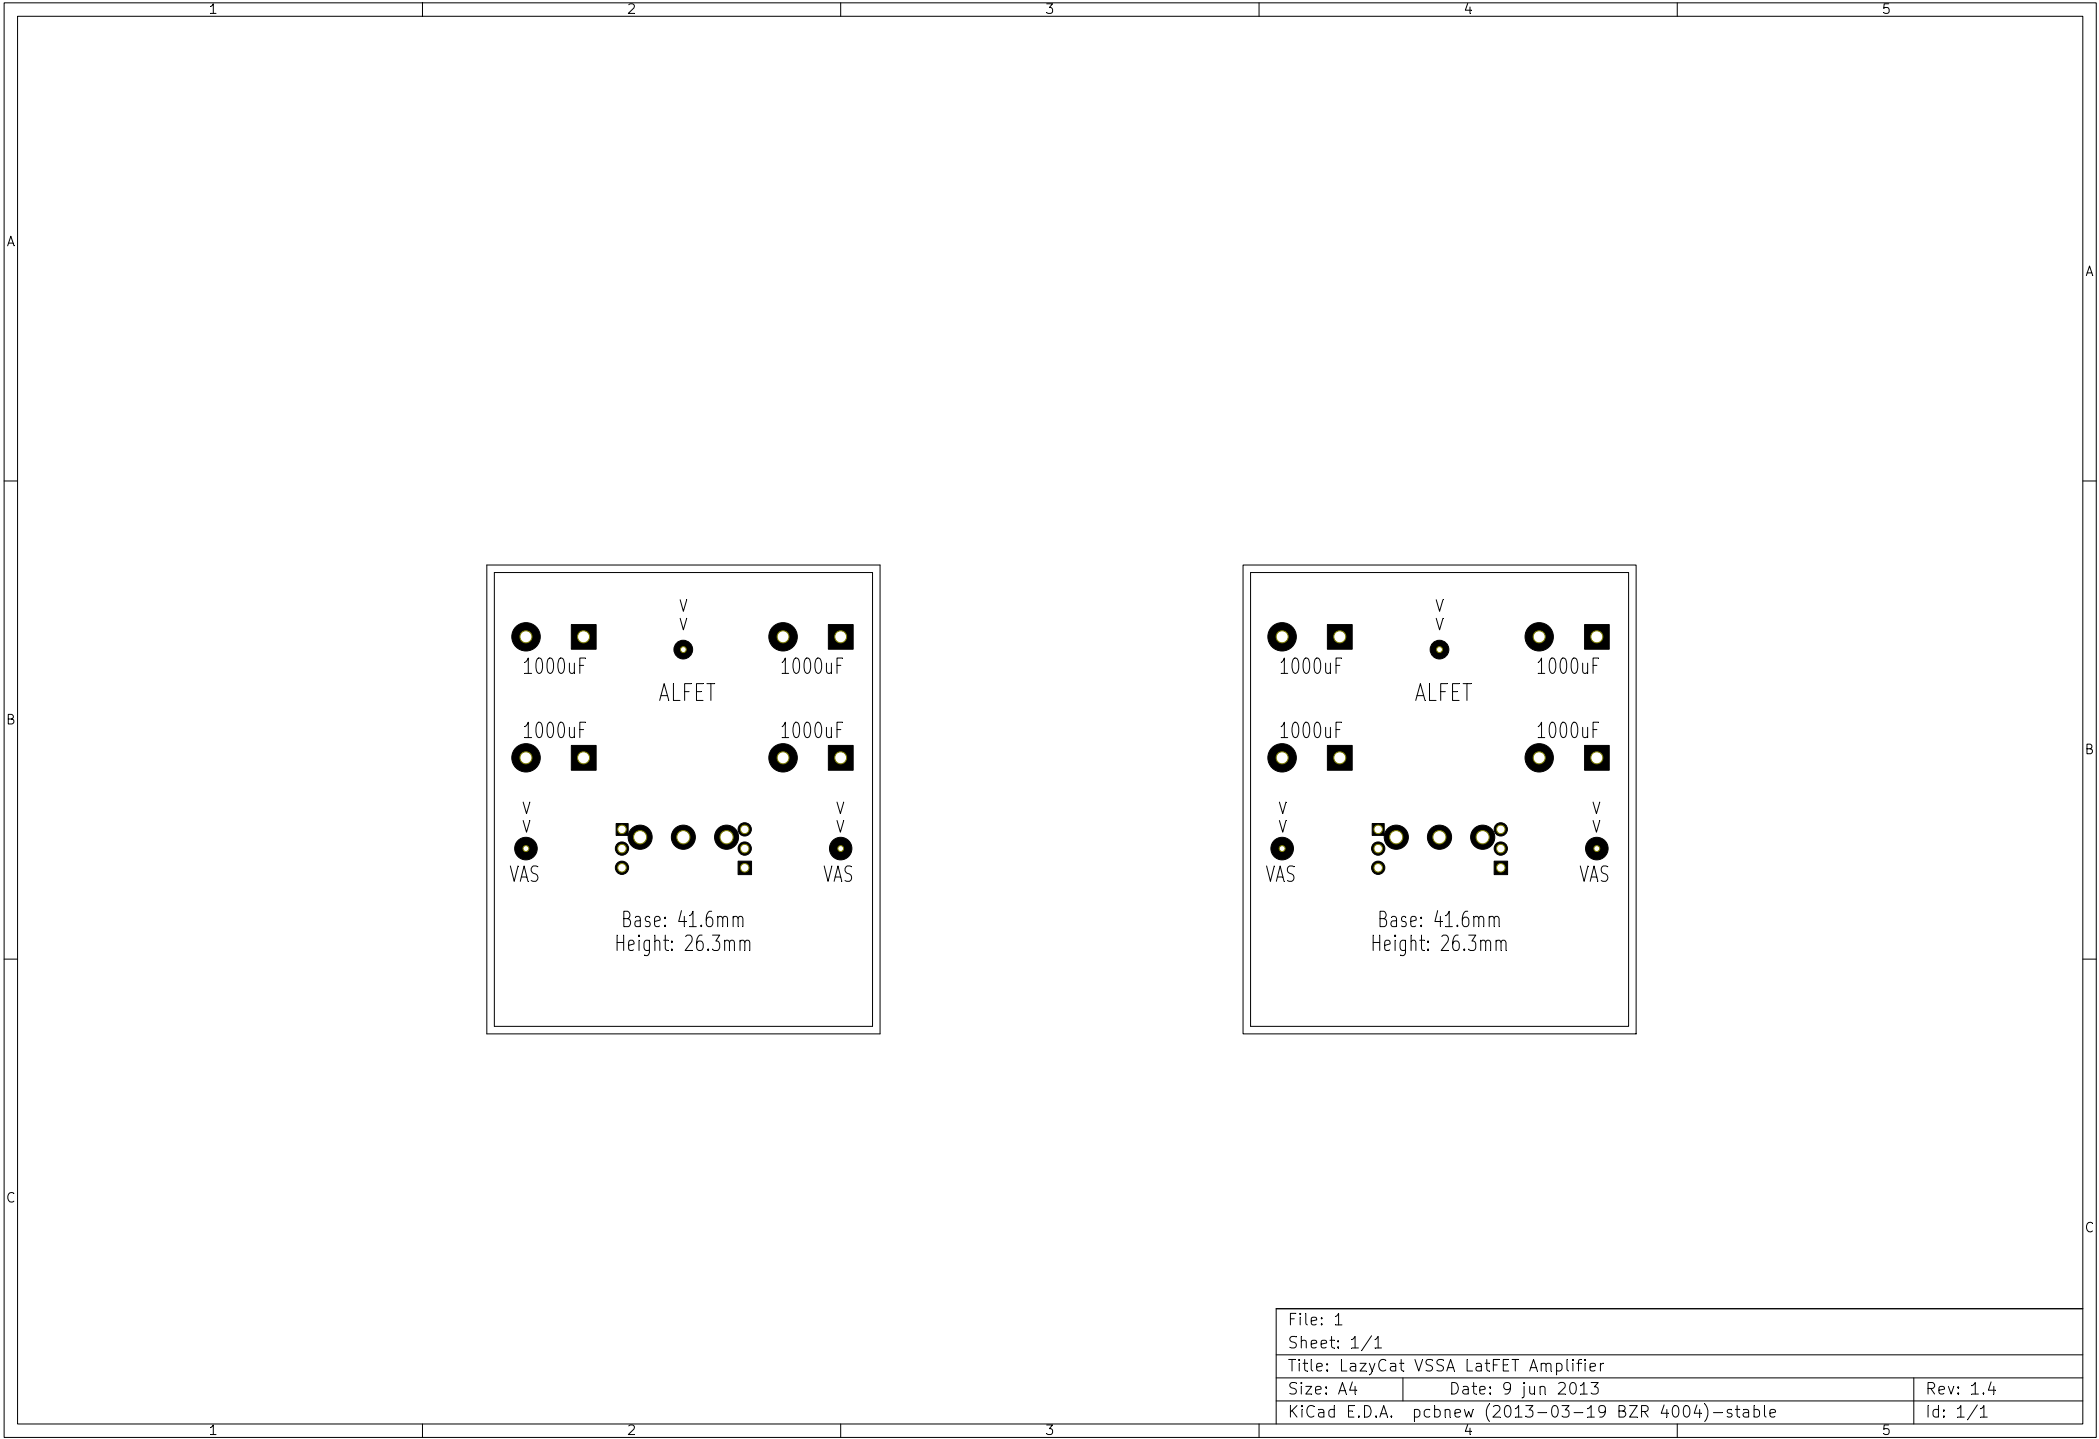 1 2 3 4 5
A A
V V
V V
1000uF 1000uF 1000uF 1000uF
ALFET ALFET
B B
1000uF 1000uF 1000uF 1000uF
V V V V
V V V V
VAS VAS VAS VAS
Base: 41.6mm Base: 41.6mm
Height: 26.3mm Height: 26.3mm
C C
File: 1
Sheet: 1/1
Title: LazyCat VSSA LatFET Amplifier
Size: A4 Date: 9 jun 2013 Rev: 1.4
KiCad E.D.A. pcbnew (2013-03-19 BZR 4004)-stable Id: 1/1
1 2 3 4 5